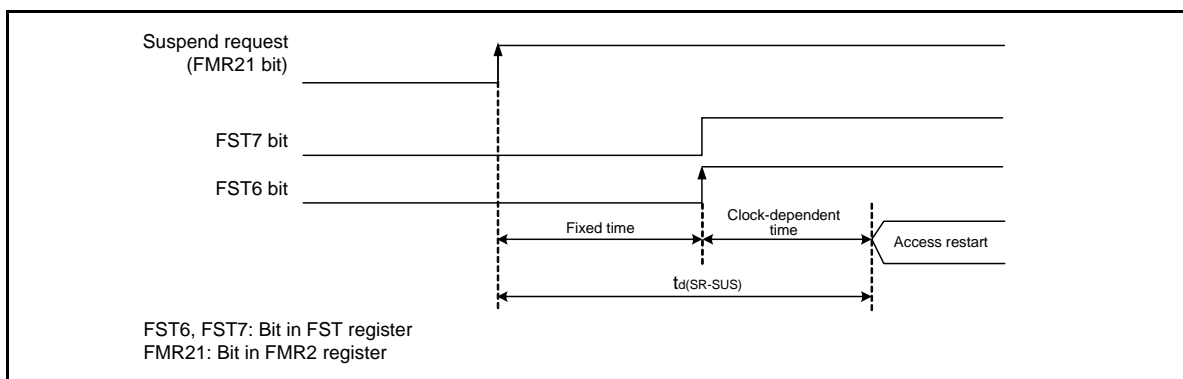 Suspend request
(FMR21 bit)
FST7 bit
FST6 bit
Fixed time
Clock-dependent
time
Access restart
td(SR-SUS)
FST6, FST7: Bit in FST register
FMR21: Bit in FMR2 register